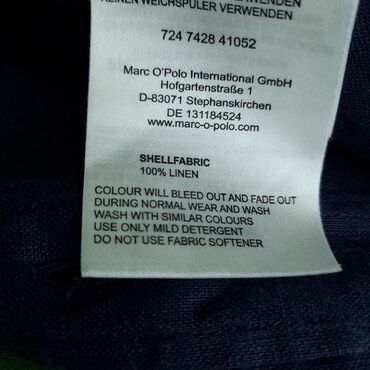 KEINEN WEICHSPÜLER VERWENDEN
724 7428 41052
Marc O'Polo International GmbH
Hofgartenstraße 1
D-83071 Stephanskirchen
DE 131184524
www.marc-o-polo.com
SHELLFABRIC
100% LINEN
COLOUR WILL BLEED OUT AND FADE OUT
DURING NORMAL WEAR AND WASH
WASH WITH SIMILAR COLOURS
USE ONLY MILD DETERGENT
DO NOT USE FABRIC SOFTENER